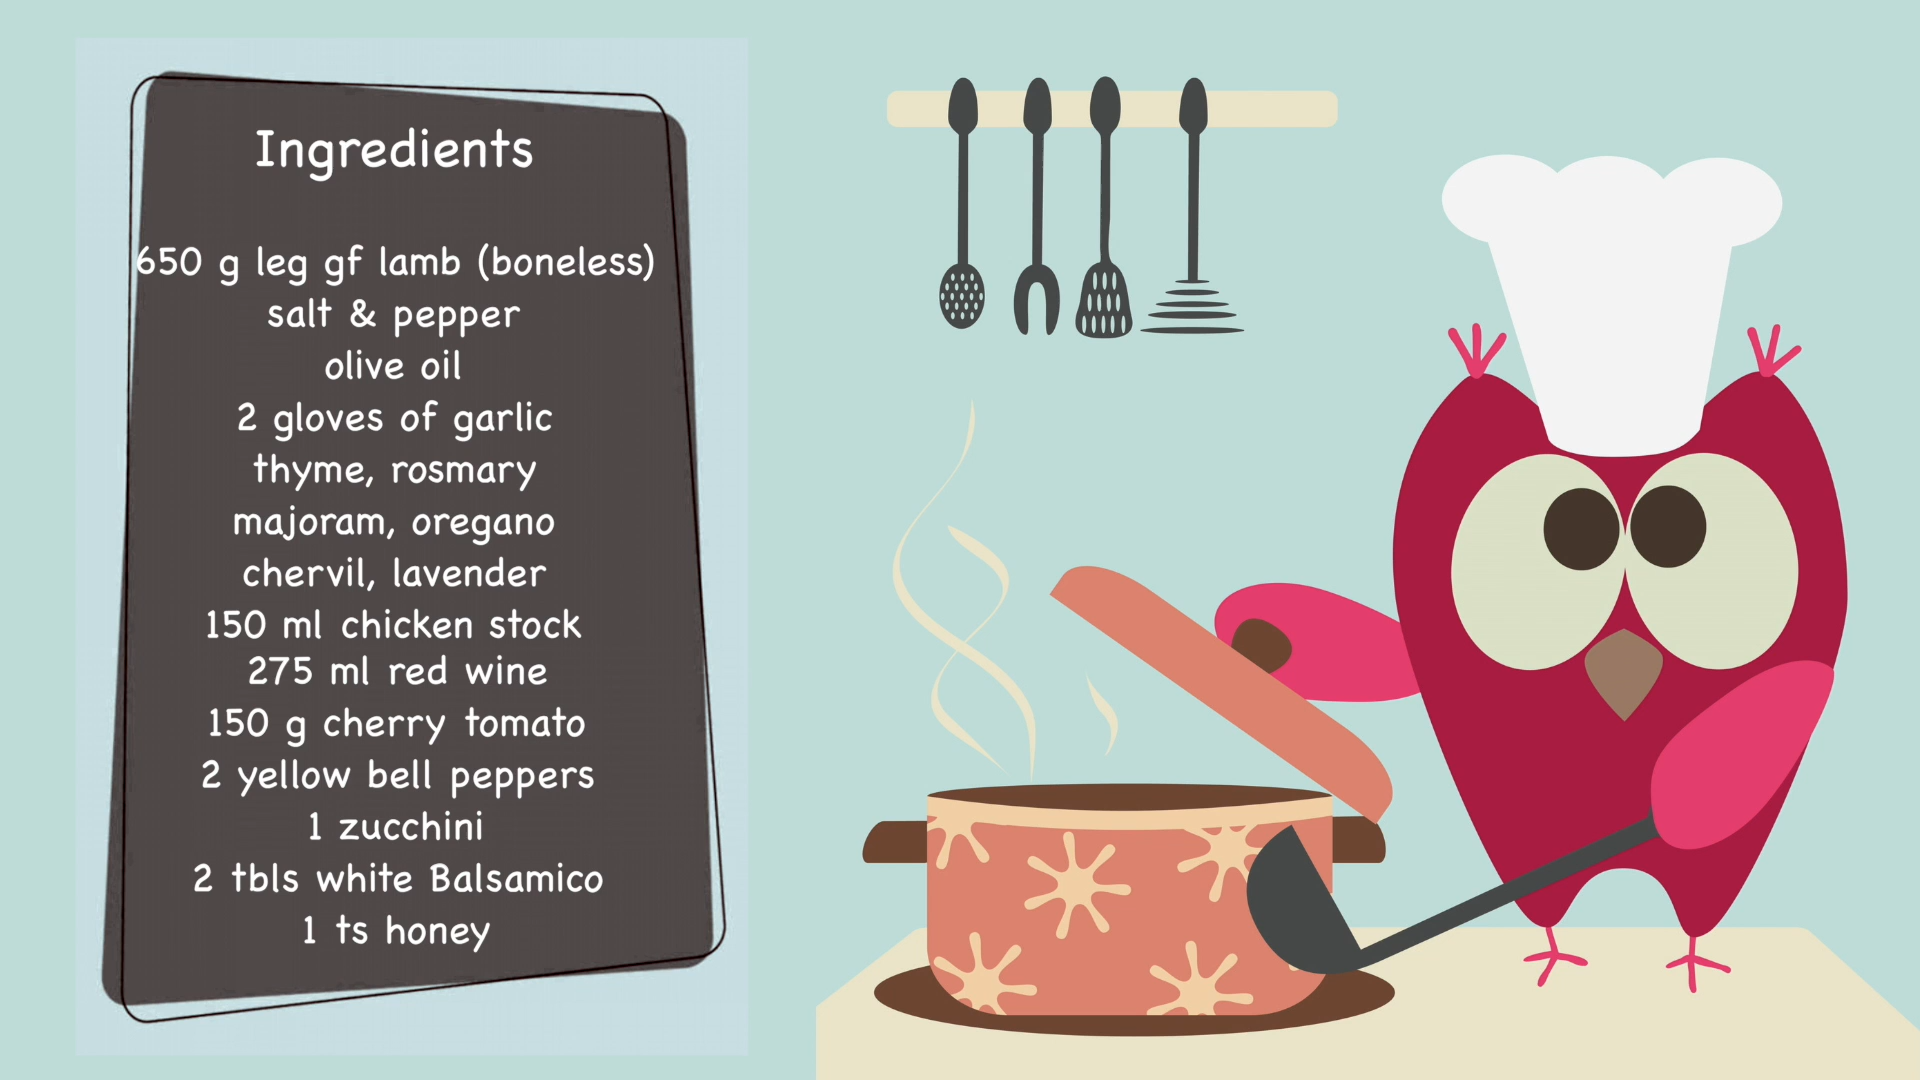 Ingredients
650 g leg gf lamb (boneless)
salt & pepper
olive oil
2 gloves of garlic
thyme, rosmary
majoram, oregano
chervil, lavender
150 ml chicken stock
275 ml red wine
150 g cherry tomato
2 yellow bell peppers
1 zucchini
2 tbls white Balsamico
1 ts honey